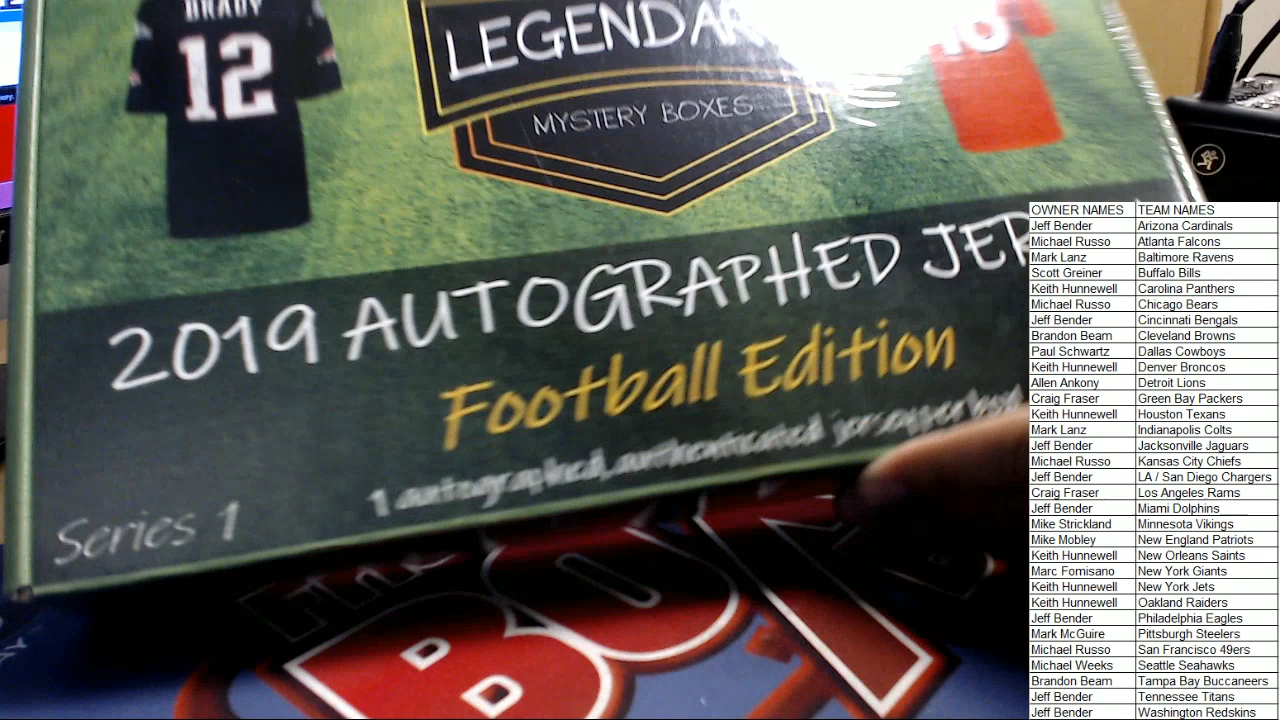 BRADY
12
LEGENDAR
MYSTERY BOXES
2019 AUTOGRAPHED JER
Football Edition
1 autographed, authenticated jersey per box!
Series 1
OWNER NAMES TEAM NAMES
Jeff Bender Arizona Cardinals
Michael Russo Atlanta Falcons
Mark Lanz Baltimore Ravens
Scott Greiner Buffalo Bills
Keith Hunnewell Carolina Panthers
Michael Russo Chicago Bears
Jeff Bender Cincinnati Bengals
Brandon Beam Cleveland Browns
Paul Schwartz Dallas Cowboys
Keith Hunnewell Denver Broncos
Allen Ankony Detroit Lions
Craig Fraser Green Bay Packers
Keith Hunnewell Houston Texans
Mark Lanz Indianapolis Colts
Jeff Bender Jacksonville Jaguars
Michael Russo Kansas City Chiefs
Jeff Bender LA / San Diego Chargers
Craig Fraser Los Angeles Rams
Jeff Bender Miami Dolphins
Mike Strickland Minnesota Vikings
Mike Mobley New England Patriots
Keith Hunnewell New Orleans Saints
Marc Fornisano New York Giants
Keith Hunnewell New York Jets
Keith Hunnewell Oakland Raiders
Jeff Bender Philadelphia Eagles
Mark McGuire Pittsburgh Steelers
Michael Russo San Francisco 49ers
Michael Weeks Seattle Seahawks
Brandon Beam Tampa Bay Buccaneers
Jeff Bender Tennessee Titans
Jeff Bender Washington Redskins